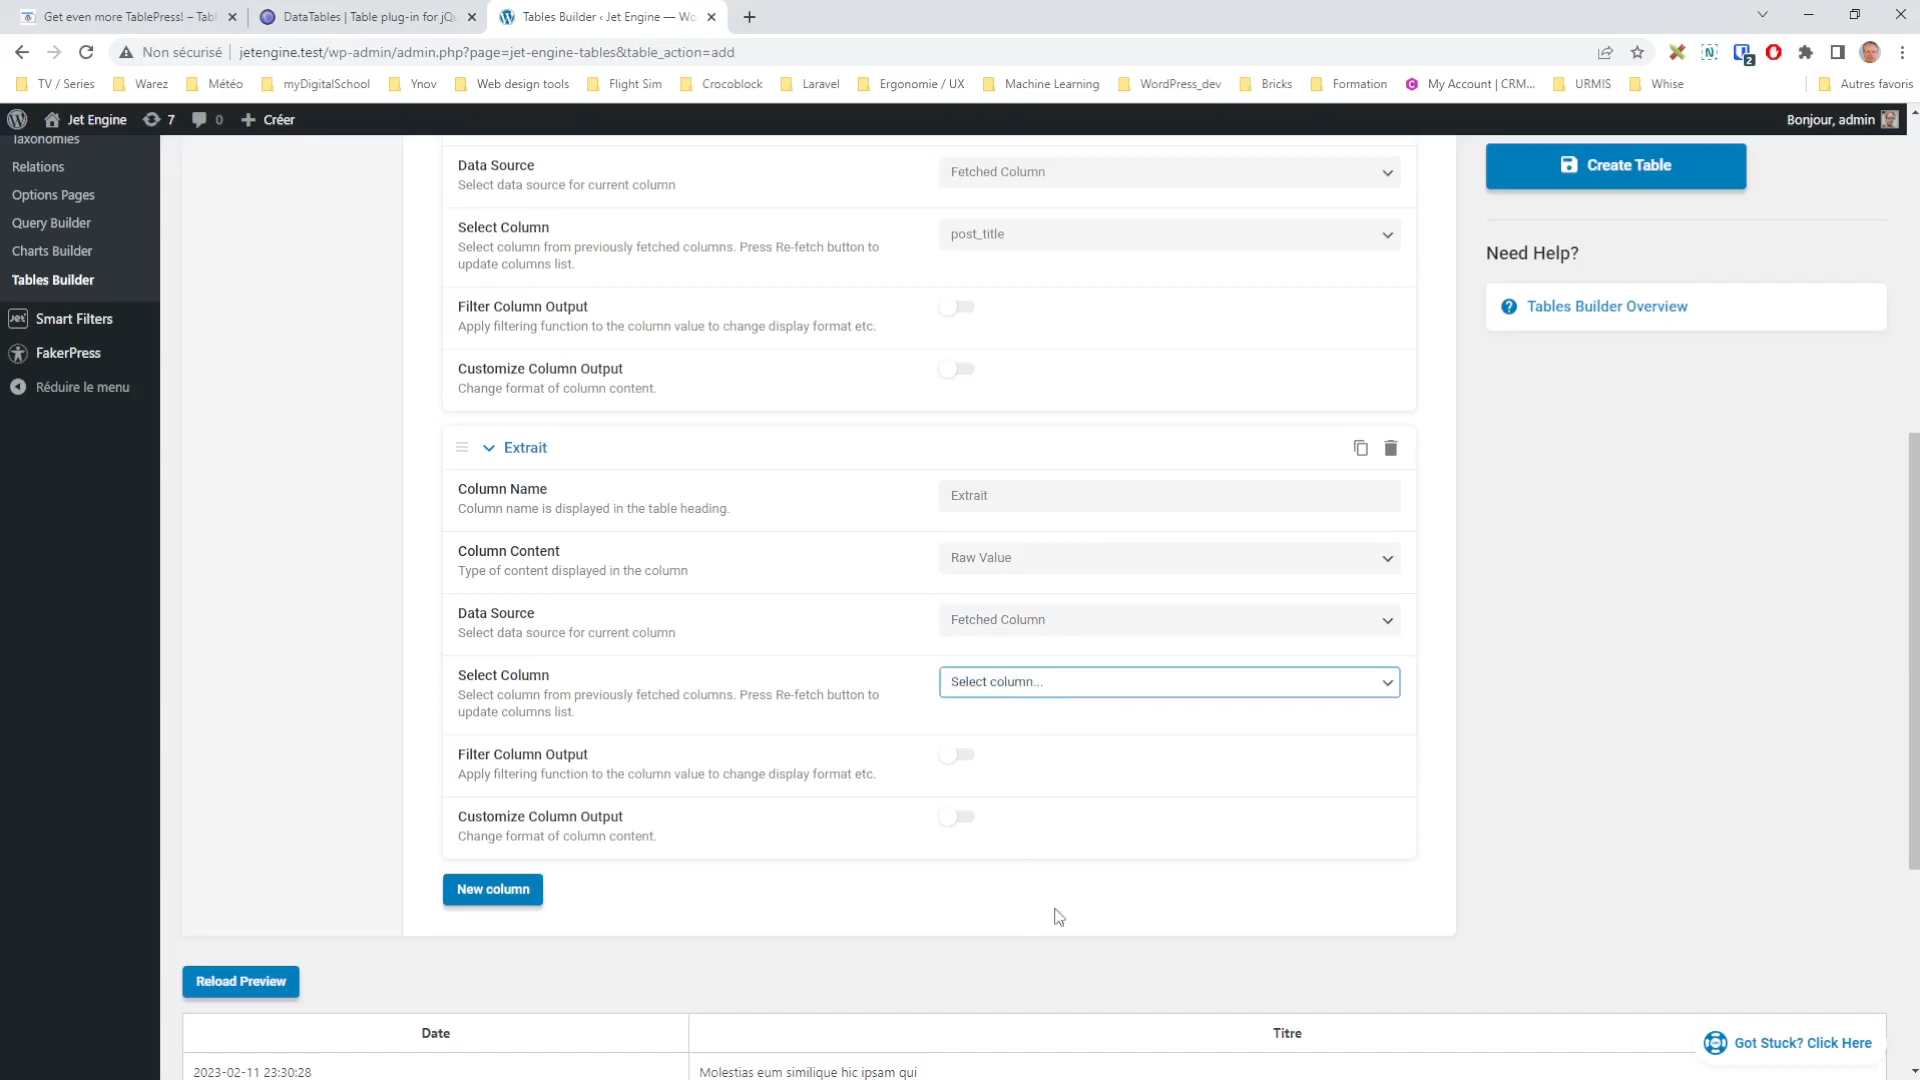 Get even more TablePress! – Tabl
DataTables | Table plug-in for jQu
Tables Builder ‹ Jet Engine — Wo
Non sécurisé
jetengine.test/wp-admin/admin.php?page=jet-engine-tables&table_action=add
2
TV / Series
Warez
Météo
myDigitalSchool
Ynov
Web design tools
Flight Sim
Crocoblock
Laravel
Ergonomie / UX
Machine Learning
WordPress_dev
Bricks
Formation
My Account | CRM...
URMIS
Whise
Autres favoris
Jet Engine
7
0
Créer
Bonjour, admin
Taxonomies
Relations
Options Pages
Query Builder
Charts Builder
Tables Builder
Smart Filters
FakerPress
Réduire le menu
Data Source
Select data source for current column
Fetched Column
Select Column
Select column from previously fetched columns. Press Re-fetch button to
update columns list.
post_title
Filter Column Output
Apply filtering function to the column value to change display format etc.
Customize Column Output
Change format of column content.
Extrait
Column Name
Column name is displayed in the table heading.
Extrait
Column Content
Type of content displayed in the column
Raw Value
Data Source
Select data source for current column
Fetched Column
Select Column
Select column from previously fetched columns. Press Re-fetch button to
update columns list.
Select column...
Filter Column Output
Apply filtering function to the column value to change display format etc.
Customize Column Output
Change format of column content.
New column
Create Table
Need Help?
Tables Builder Overview
Reload Preview
Date
Titre
2023-02-11 23:30:28
Molestias eum similique hic ipsam qui
Got Stuck? Click Here